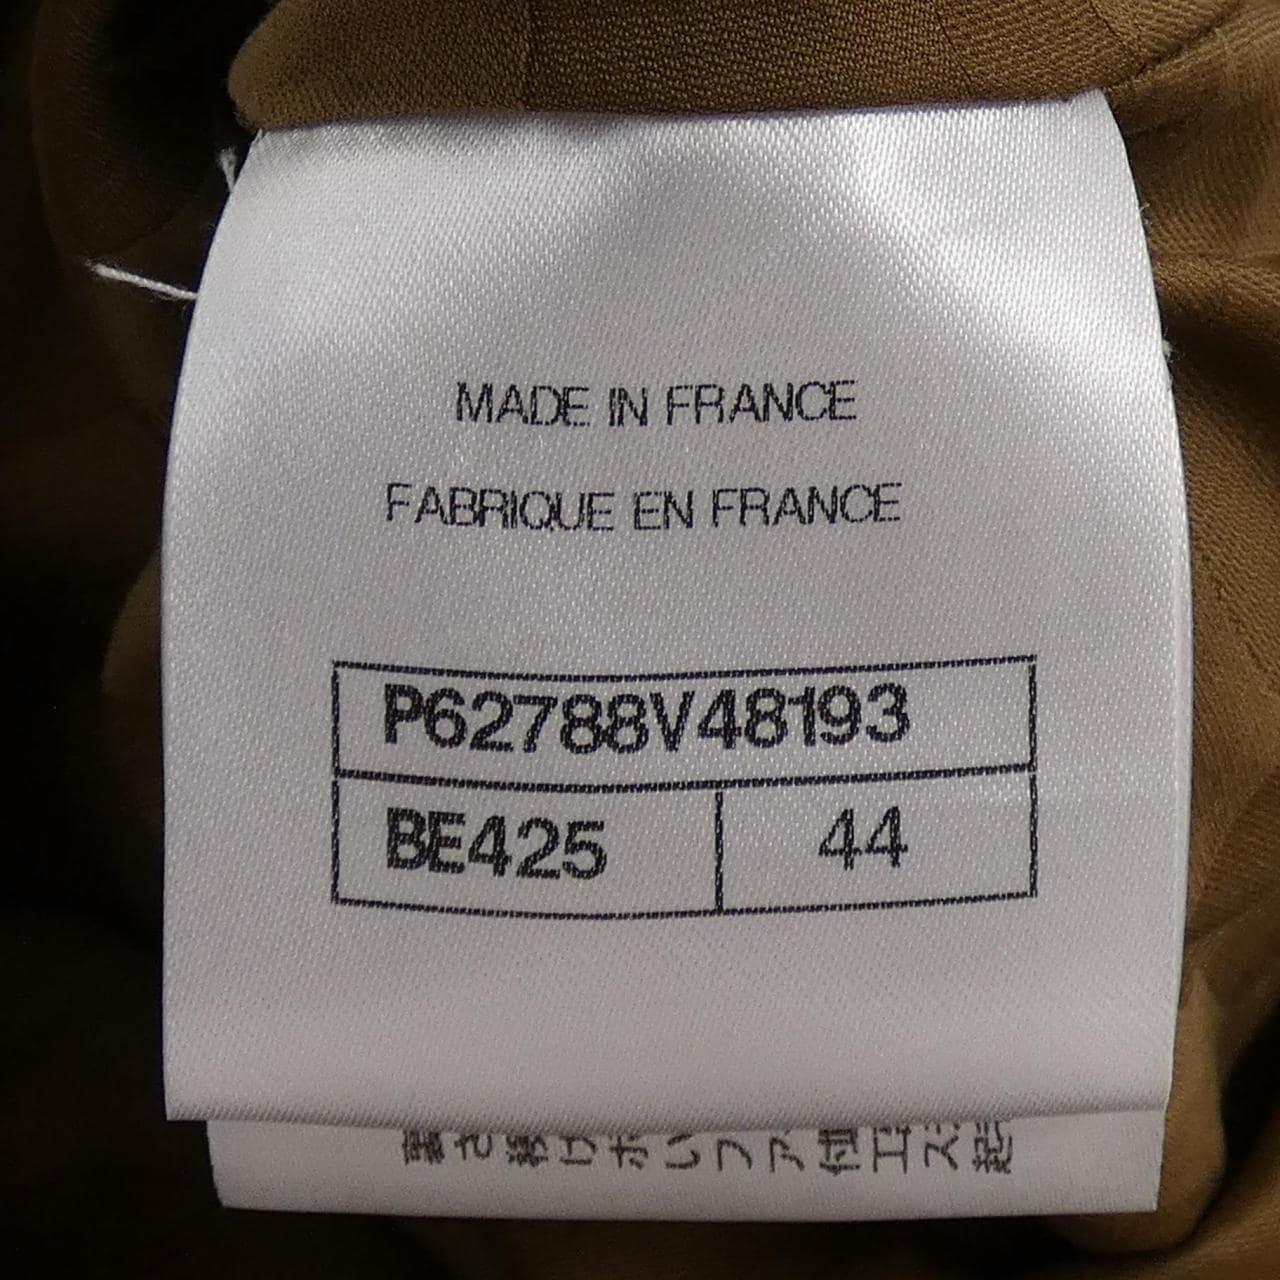 MADE IN FRANCE
FABRIQUE EN FRANCE
P62788V48193
BE425 44